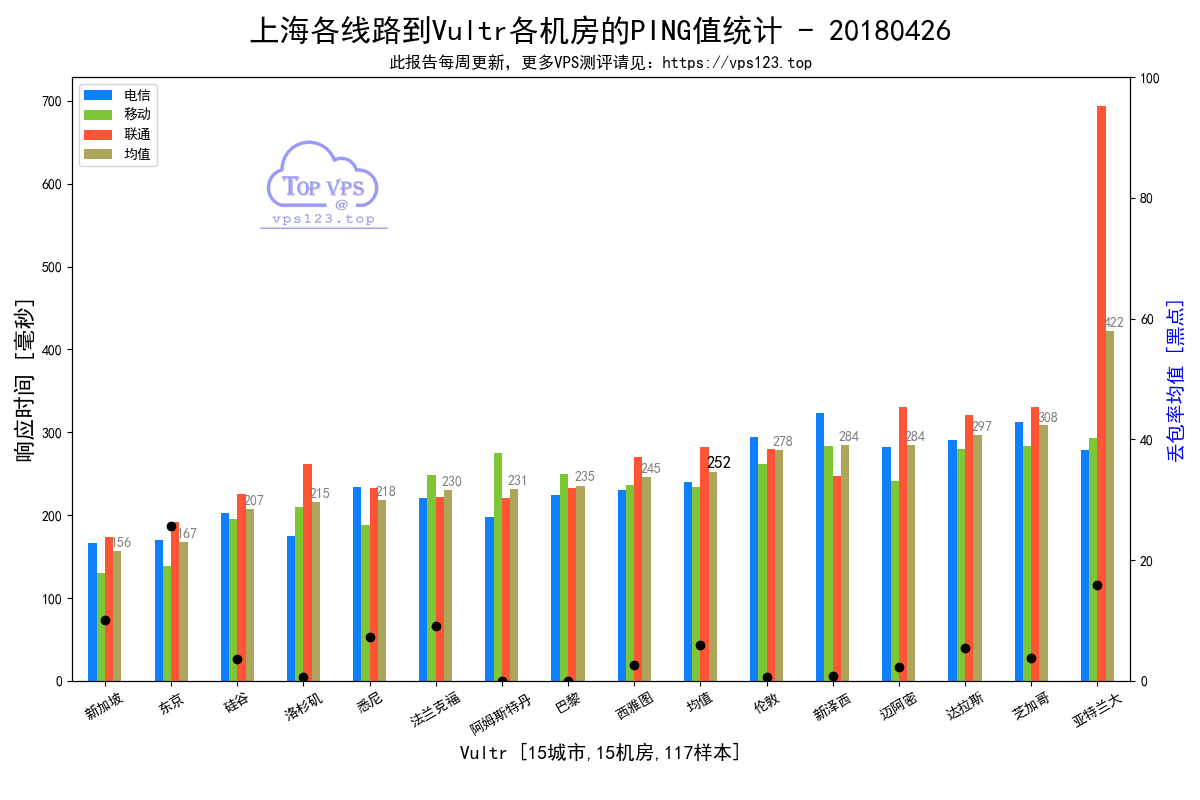 上海各线路到Vultr各机房的PING值统计 - 20180426
此报告每周更新，更多VPS测评请见：https://vps123.top
电信
移动
联通
均值
TOP VPS
@
vps123.top
响应时间 [毫秒]
700
600
500
400
300
200
100
0
156
167
207
215
218
230
231
235
245
252
278
284
284
297
308
422
100
80
60
40
20
0
丢包率均值 [黑点]
新加坡
东京
硅谷
洛杉矶
悉尼
法兰克福
阿姆斯特丹
巴黎
西雅图
均值
伦敦
新泽西
迈阿密
达拉斯
芝加哥
亚特兰大
Vultr [15城市,15机房,117样本]